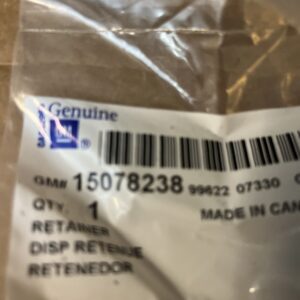 Genuine
GM ®
GM# 15078238 99622 07330
QTY. 1 MADE IN CAN
RETAINER
DISP RETENUE
RETENEDOR